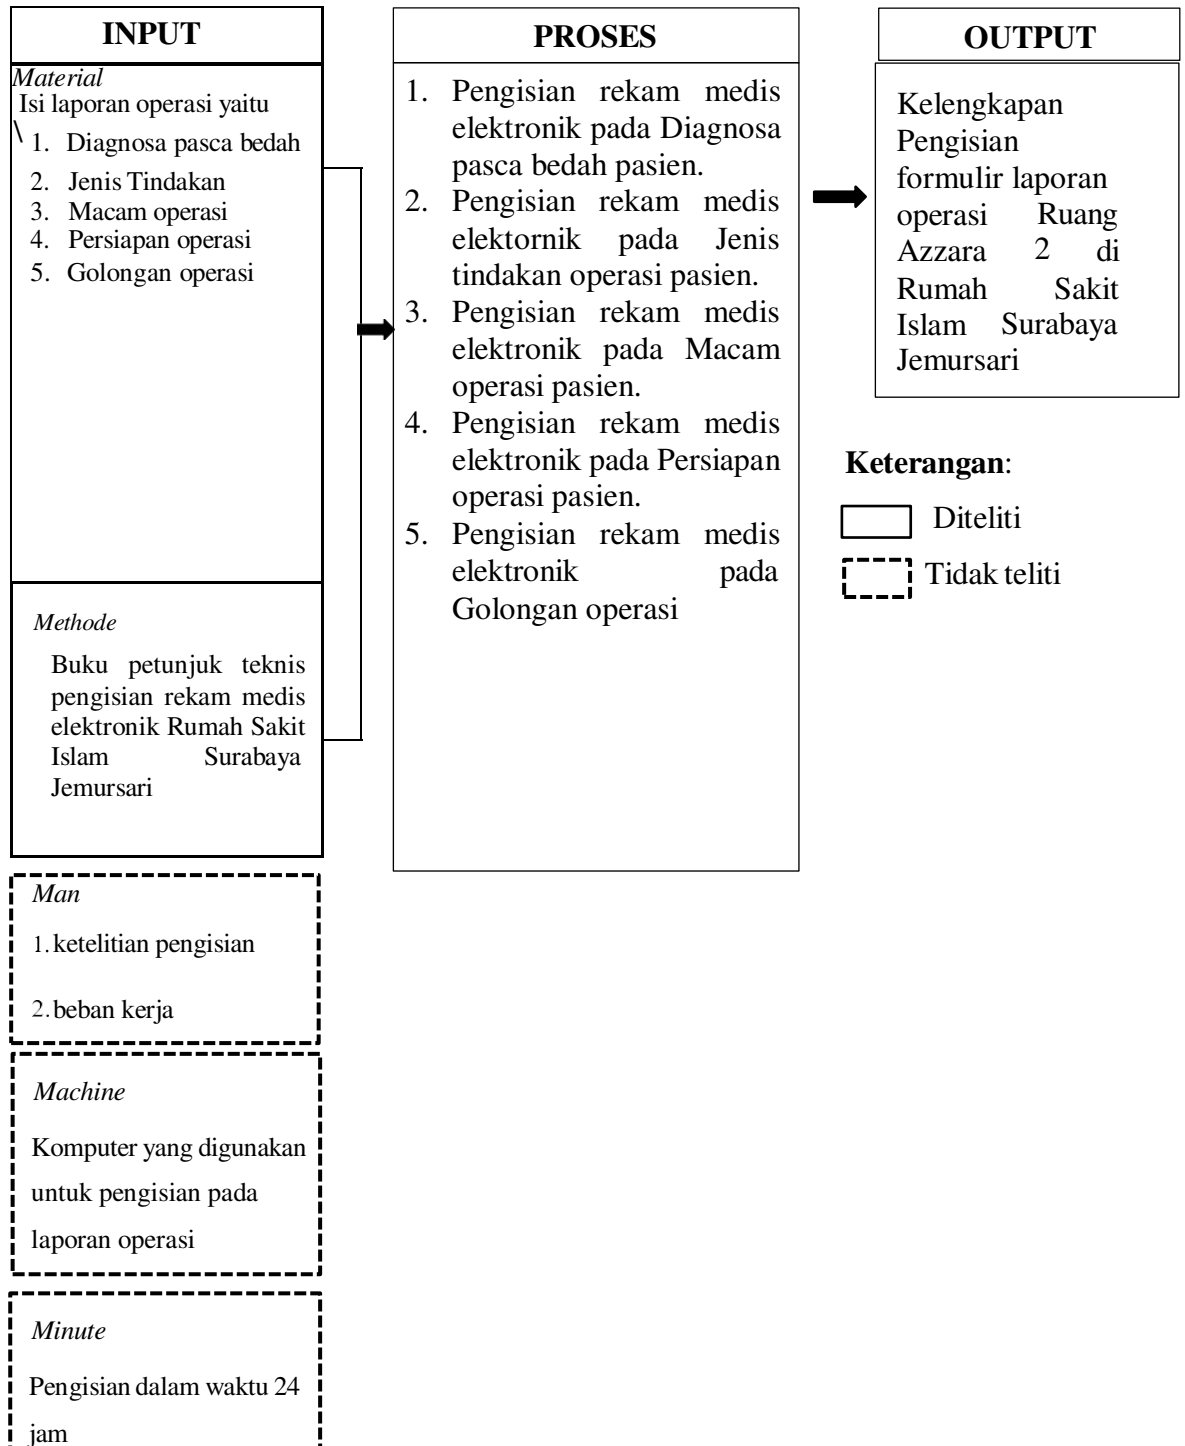 INPUT
Material
Isi laporan operasi yaitu
\
1. Diagnosa pasca bedah
2. Jenis Tindakan
3. Macam operasi
4. Persiapan operasi
5. Golongan operasi
Methode
Buku petunjuk teknis
pengisian rekam medis
elektronik Rumah Sakit
Islam Surabaya
Jemursari
Man
1. ketelitian pengisian
2. beban kerja
Machine
Komputer yang digunakan
untuk pengisian pada
laporan operasi
Minute
Pengisian dalam waktu 24
jam
PROSES
1. Pengisian rekam medis
elektronik pada Diagnosa
pasca bedah pasien.
2. Pengisian rekam medis
elektornik pada Jenis
tindakan operasi pasien.
3. Pengisian rekam medis
elektronik pada Macam
operasi pasien.
4. Pengisian rekam medis
elektronik pada Persiapan
operasi pasien.
5. Pengisian rekam medis
elektronik pada
Golongan operasi
OUTPUT
Kelengkapan
Pengisian
formulir laporan
operasi Ruang
Azzara 2 di
Rumah Sakit
Islam Surabaya
Jemursari
Keterangan:
Diteliti
Tidak teliti